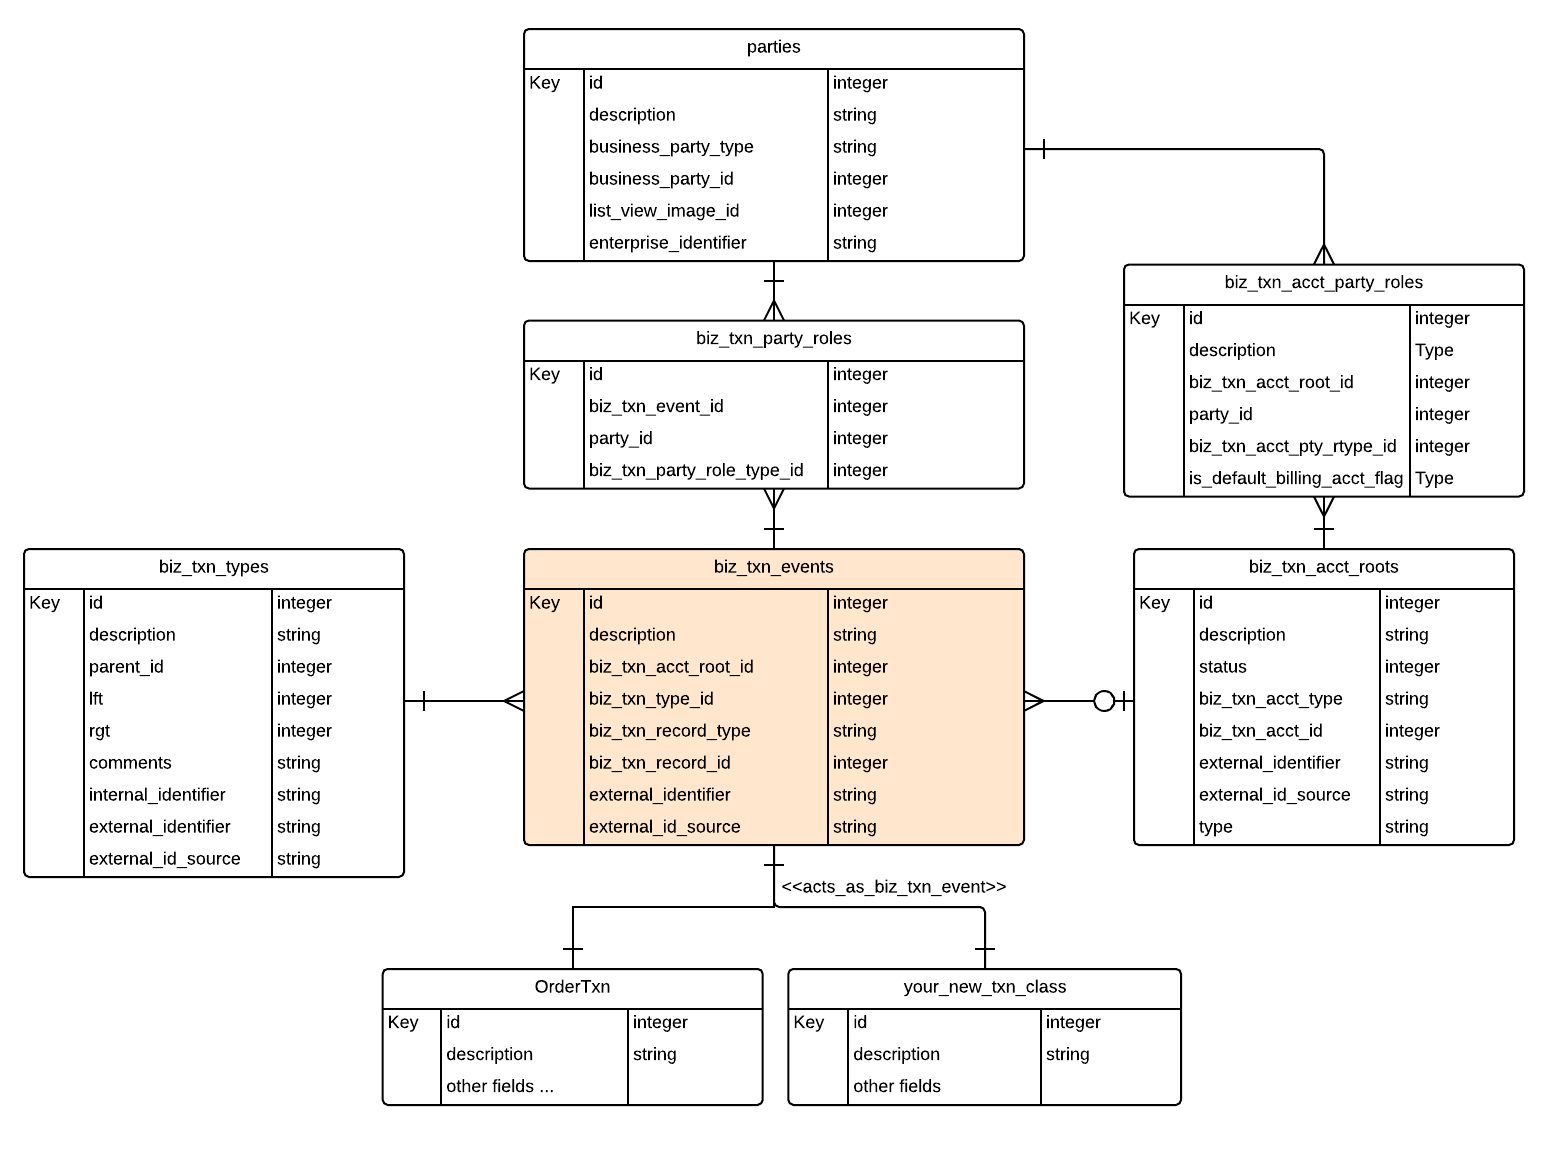 parties
Key id integer
description string
business_party_type string
business_party_id integer
list_view_image_id integer
enterprise_identifier string
biz_txn_acct_party_roles
Key id integer
description Type
biz_txn_acct_root_id integer
party_id integer
biz_txn_acct_pty_rtype_id integer
is_default_billing_acct_flag Type
biz_txn_party_roles
Key id integer
biz_txn_event_id integer
party_id integer
biz_txn_party_role_type_id integer
biz_txn_types
Key id integer
description string
parent_id integer
lft integer
rgt integer
comments string
internal_identifier string
external_identifier string
external_id_source string
biz_txn_events
Key id integer
description string
biz_txn_acct_root_id integer
biz_txn_type_id integer
biz_txn_record_type string
biz_txn_record_id integer
external_identifier string
external_id_source string
biz_txn_acct_roots
Key id integer
description string
status integer
biz_txn_acct_type string
biz_txn_acct_id integer
external_identifier string
external_id_source string
type string
<<acts_as_biz_txn_event>>
OrderTxn
Key id integer
description string
other fields ...
your_new_txn_class
Key id integer
description string
other fields